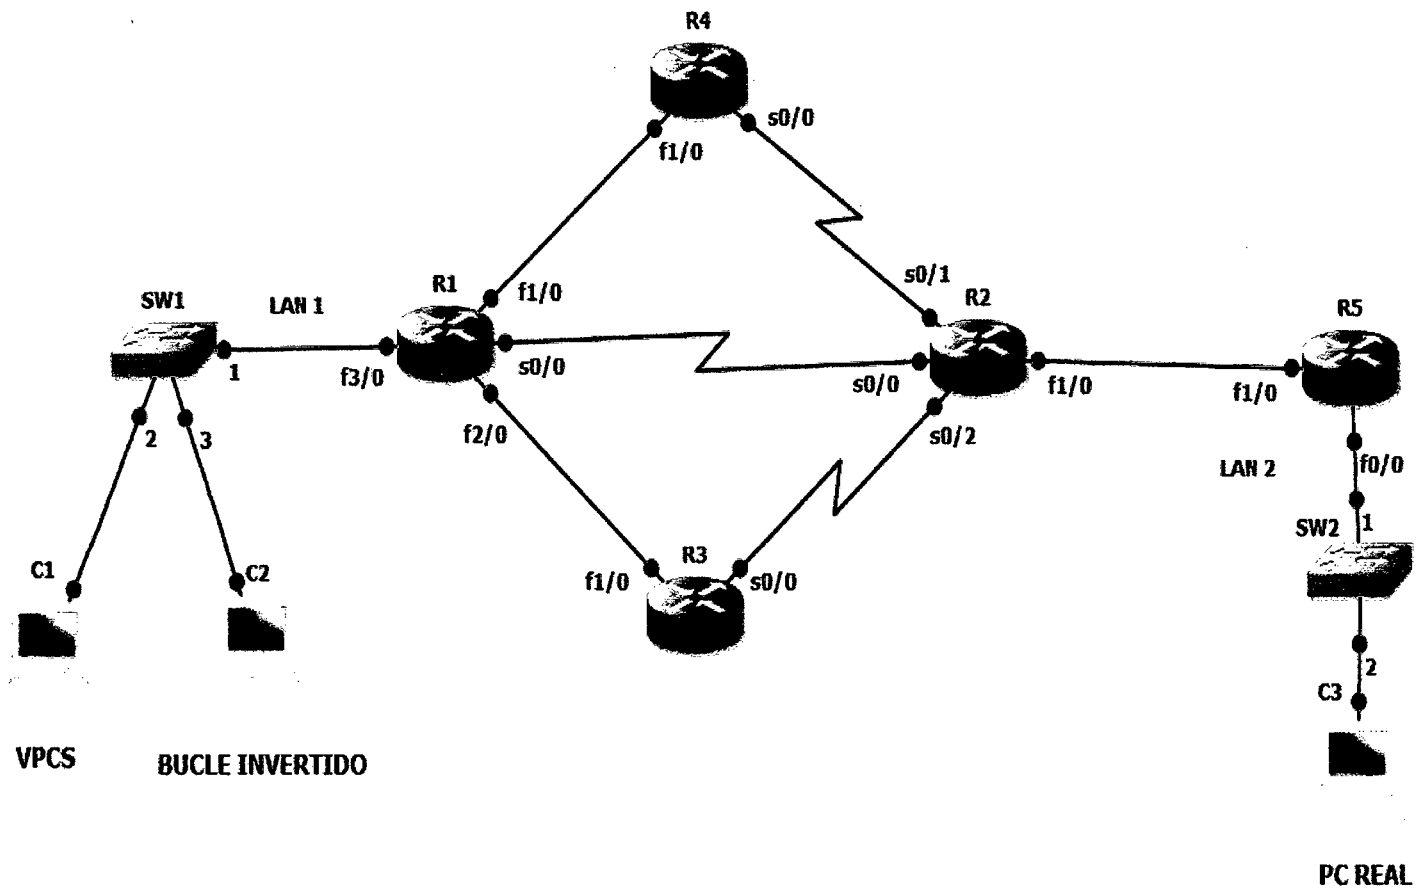 R4
s0/0
f1/0
R1
f1/0
s0/1
R2
SW1
LAN 1
R5
1
f3/0
s0/0
s0/0
f1/0
f1/0
2
3
f2/0
s0/2
LAN 2
f0/0
SW2
1
C1
C2
R3
f1/0
s0/0
2
C3
VPCS
BUCLE INVERTIDO
PC REAL